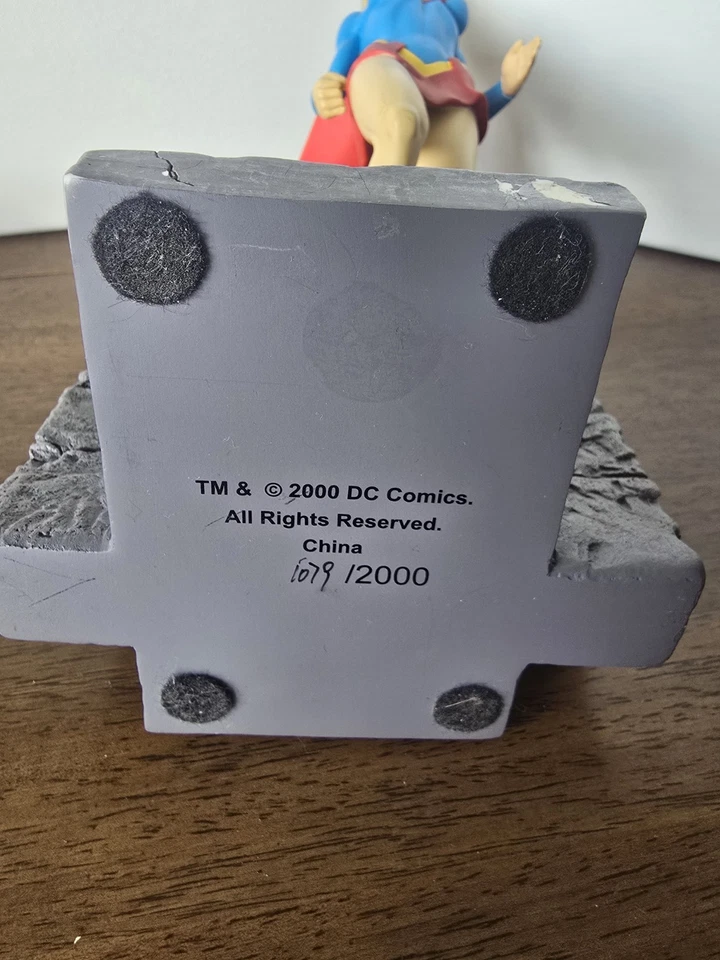 TM & © 2000 DC Comics.
All Rights Reserved.
China
1079 /2000